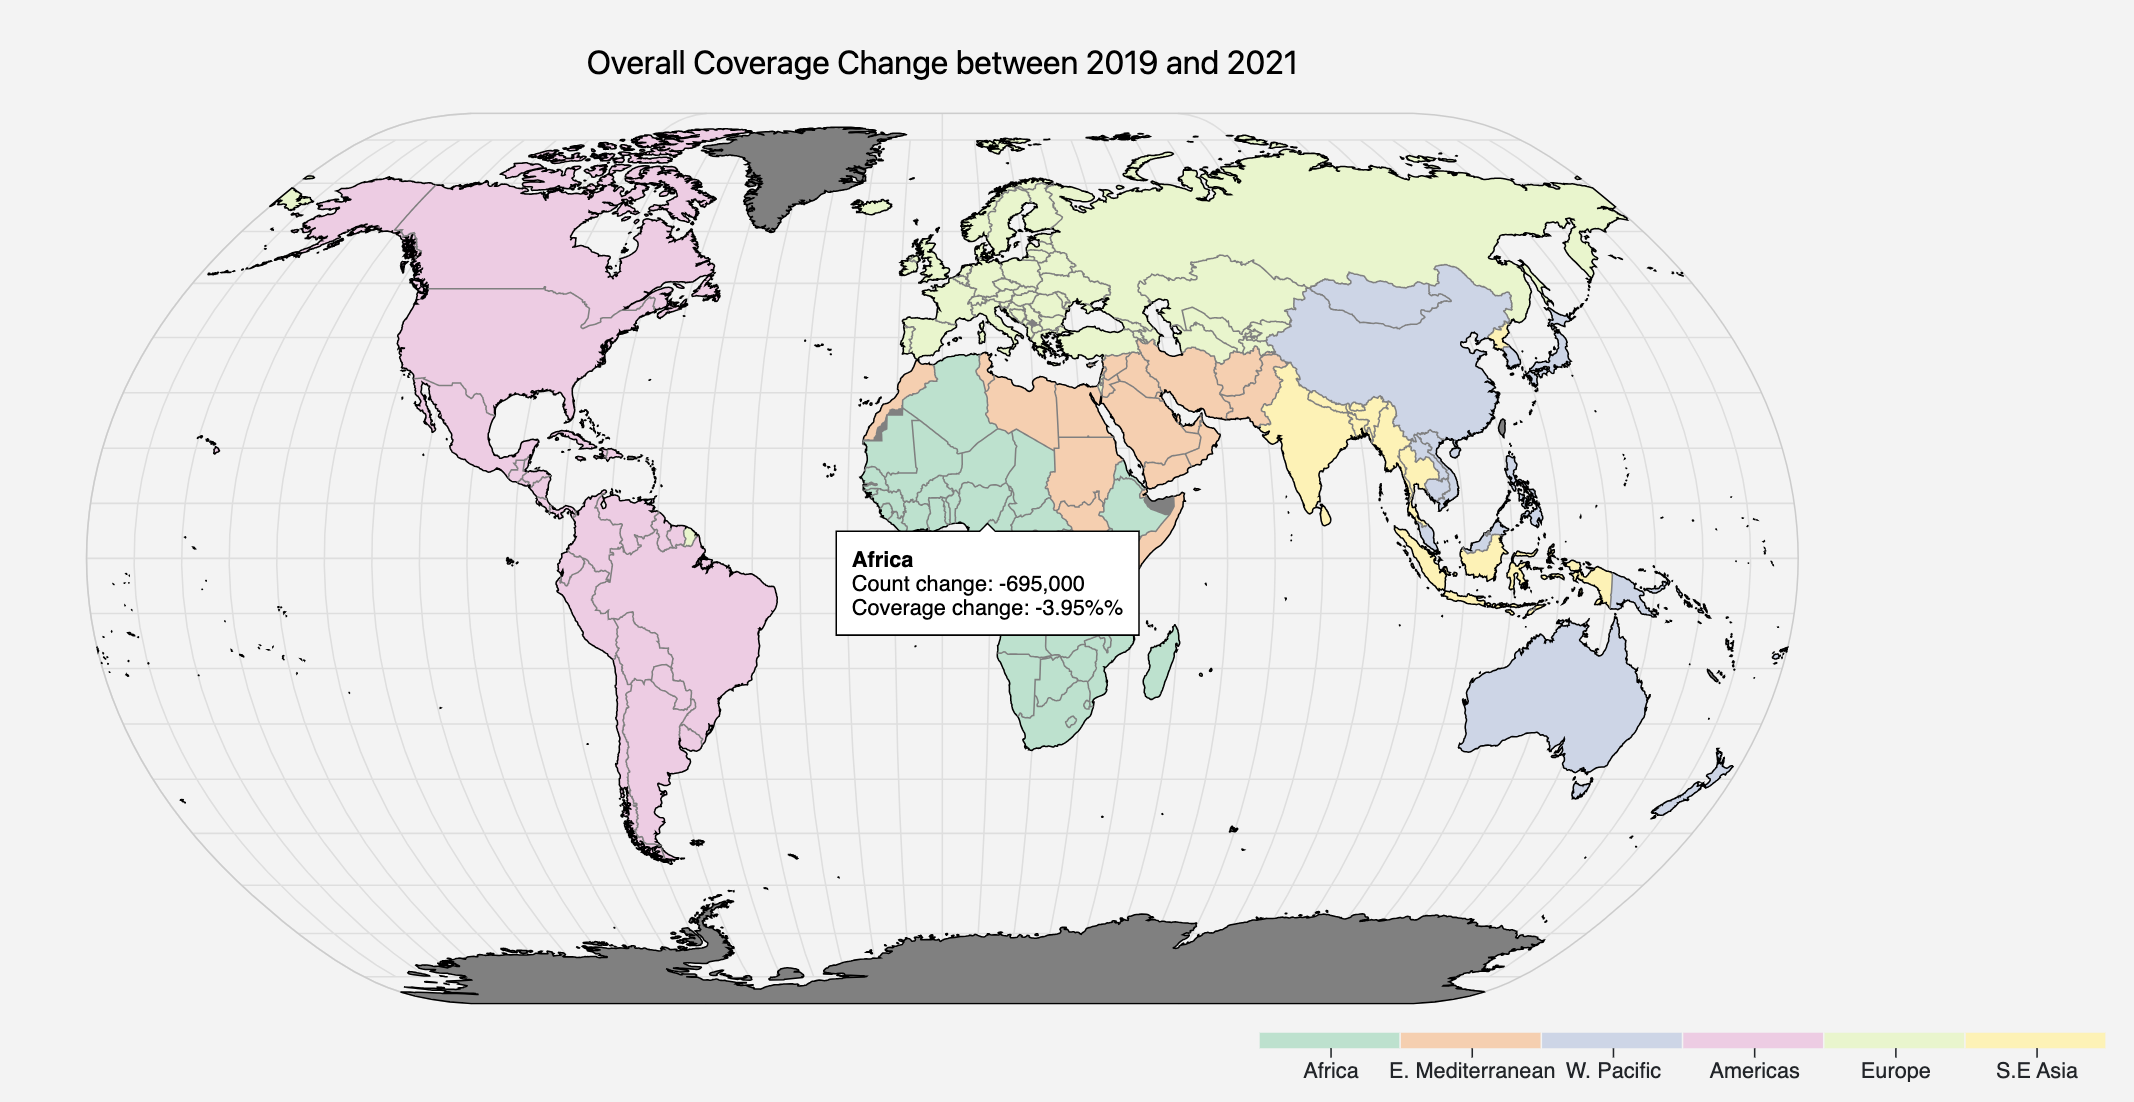 Overall Coverage Change between 2019 and 2021
Africa
Count change: -695,000
Coverage change: -3.95%%
Africa E. Mediterranean W. Pacific Americas Europe S.E Asia